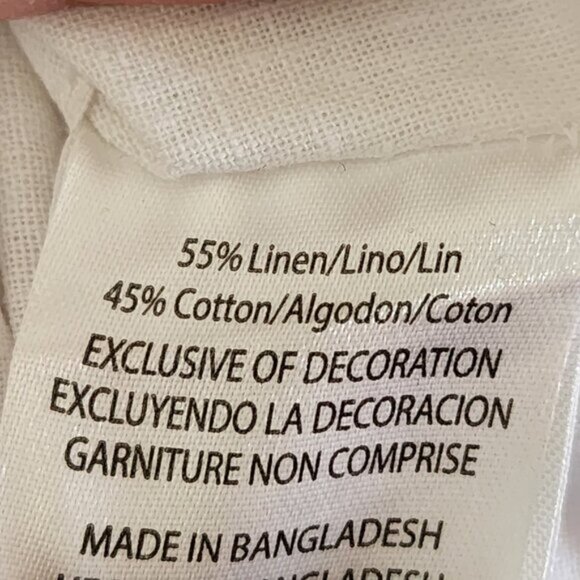 55% Linen/Lino/Lin
45% Cotton/Algodon/Coton
EXCLUSIVE OF DECORATION
EXCLUYENDO LA DECORACION
GARNITURE NON COMPRISE
MADE IN BANGLADESH
BANGLADESH